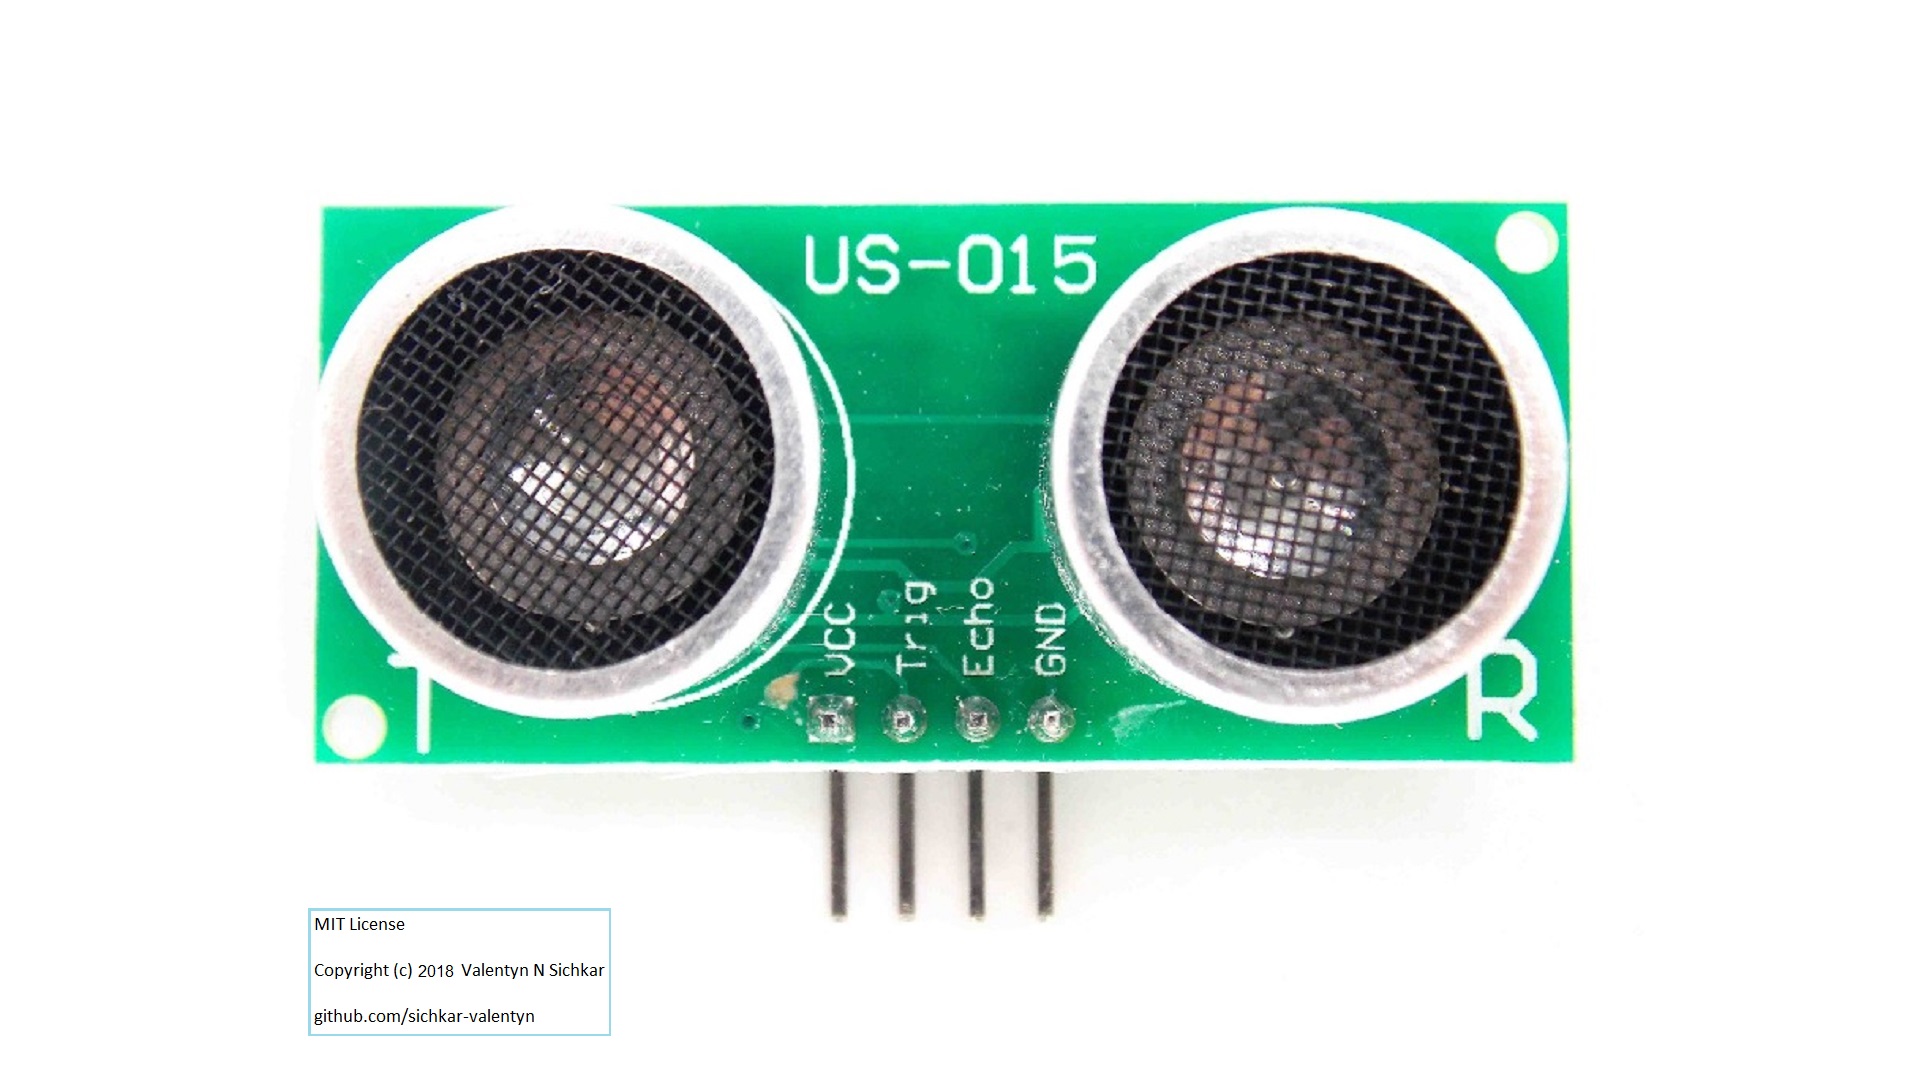 US-015
VCC
Trig
Echo
GND
T
R
MIT License
Copyright (c) 2018 Valentyn N Sichkar
github.com/sichkar-valentyn